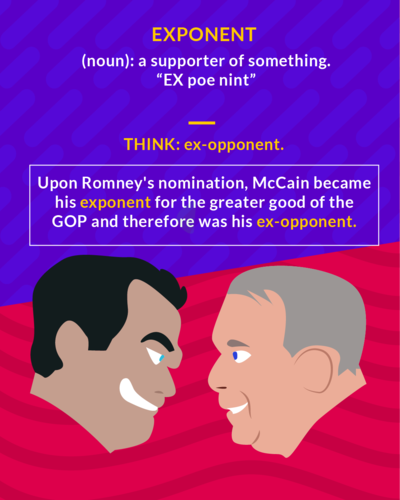 EXPONENT
(noun): a supporter of something.
“EX poe nint”
THINK: ex-opponent.
Upon Romney's nomination, McCain became
his exponent for the greater good of the
GOP and therefore was his ex-opponent.